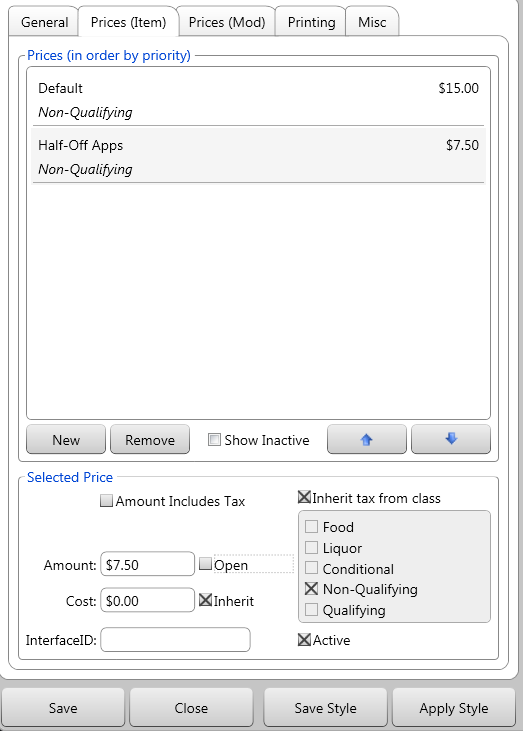 General Prices (Item) Prices (Mod) Printing Misc
Prices (in order by priority)
Default $15.00
Non-Qualifying
Half-Off Apps $7.50
Non-Qualifying
New Remove Show Inactive
Selected Price
Amount Includes Tax Inherit tax from class
Food
Liquor
Amount: $7.50 Open Conditional
Non-Qualifying
Cost: $0.00 Inherit Qualifying
InterfaceID: Active
Save Close Save Style Apply Style